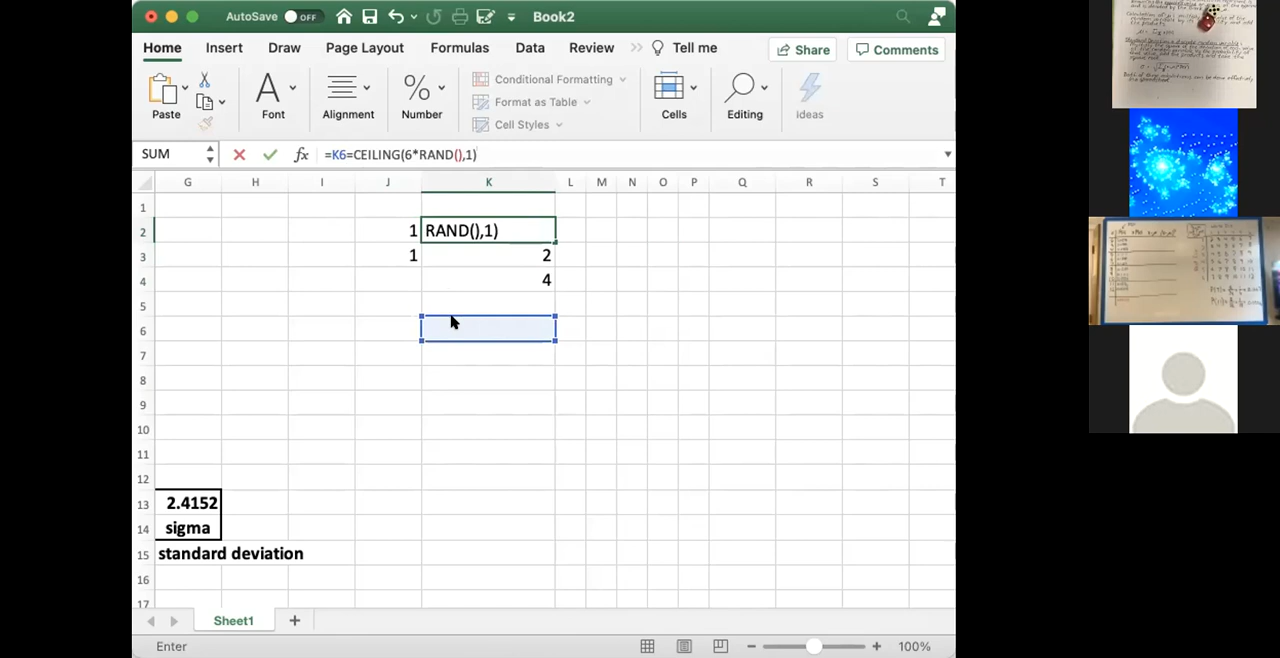 AutoSave OFF Book2
Home Insert Draw Page Layout Formulas Data Review Tell me Share Comments
Paste Font Alignment Number Conditional Formatting Format as Table Cell Styles Cells Editing Ideas
SUM fx =K6=CEILING(6*RAND(),1)
G H I J K L M N O P Q R S T
1
2 1 RAND(),1)
3 1 2
4 4
5
6
7
8
9
10
11
12
13 2.4152
14 sigma
15 standard deviation
16
17
Sheet1
Enter 100%